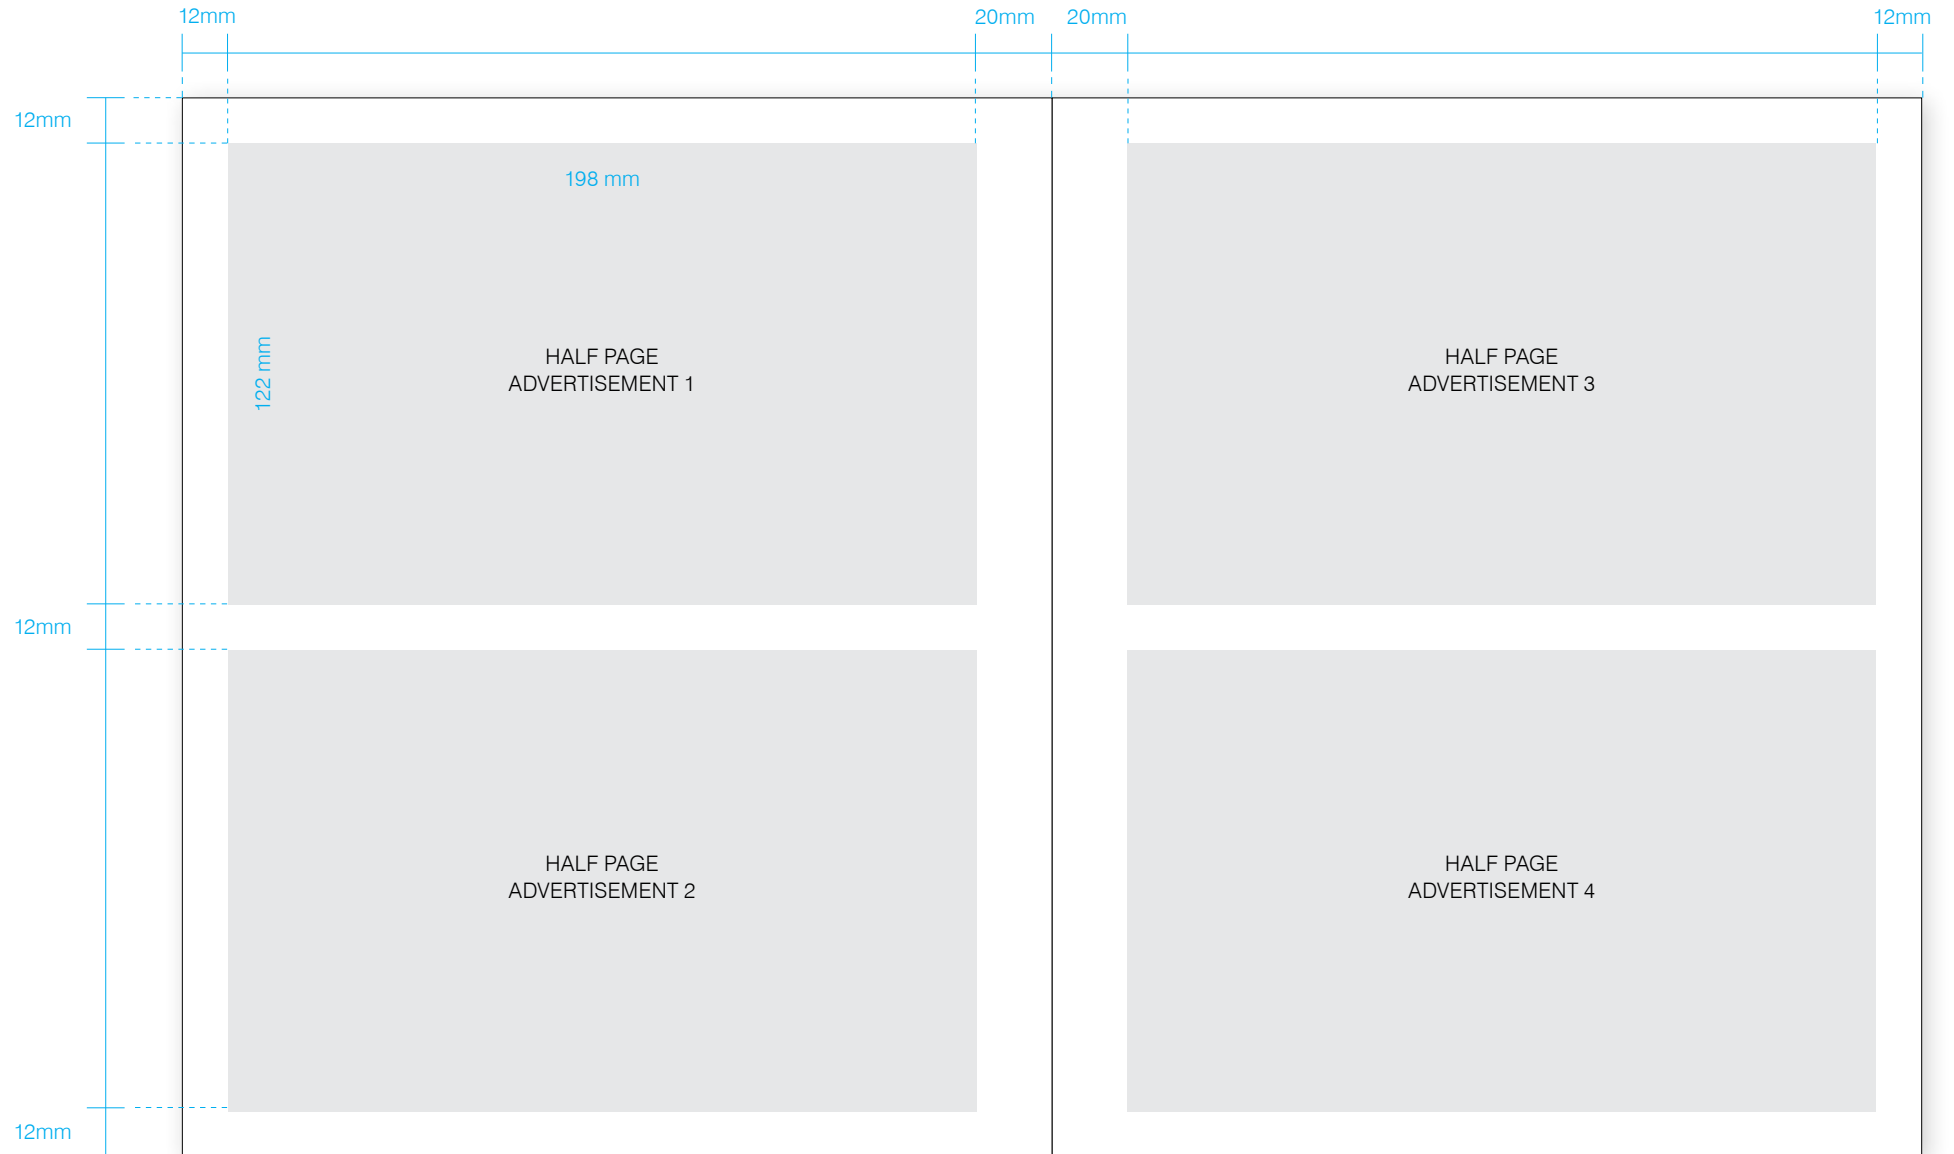 12mm
20mm
20mm
12mm
12mm
198 mm
122 mm
HALF PAGE
ADVERTISEMENT 1
HALF PAGE
ADVERTISEMENT 3
12mm
HALF PAGE
ADVERTISEMENT 2
HALF PAGE
ADVERTISEMENT 4
12mm